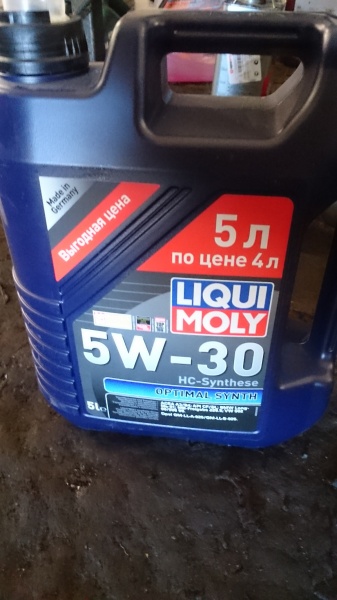 Made in
Germany
Выгодная цена
5 л
по цене 4 л
LIQUI
MOLY
5W-30
HC-Synthese
OPTIMAL SYNTH
5L